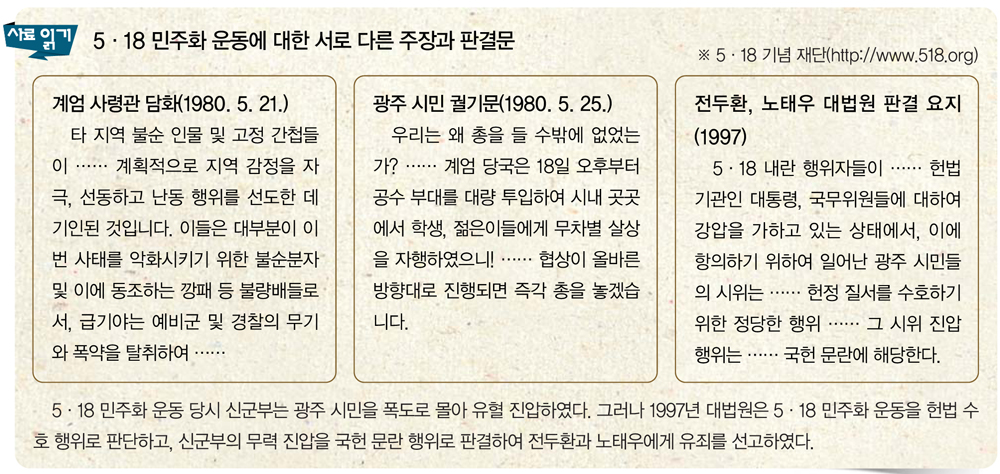 사료 읽기
5·18 민주화 운동에 대한 서로 다른 주장과 판결문
※ 5·18 기념 재단(http://www.518.org)
계엄 사령관 담화(1980. 5. 21.)
타 지역 불순 인물 및 고정 간첩들
이 …… 계획적으로 지역 감정을 자
극, 선동하고 난동 행위를 선도한 데
기인된 것입니다. 이들은 대부분이 이
번 사태를 악화시키기 위한 불순분자
및 이에 동조하는 깡패 등 불량배들로
서, 급기야는 예비군 및 경찰의 무기
와 폭약을 탈취하여 ……
광주 시민 궐기문(1980. 5. 25.)
우리는 왜 총을 들 수밖에 없었는
가? …… 계엄 당국은 18일 오후부터
공수 부대를 대량 투입하여 시내 곳곳
에서 학생, 젊은이들에게 무차별 살상
을 자행하였으니! …… 협상이 올바른
방향대로 진행되면 즉각 총을 놓겠습
니다.
전두환, 노태우 대법원 판결 요지
(1997)
5·18 내란 행위자들이 …… 헌법
기관인 대통령, 국무위원들에 대하여
강압을 가하고 있는 상태에서, 이에
항의하기 위하여 일어난 광주 시민들
의 시위는 …… 헌정 질서를 수호하기
위한 정당한 행위 …… 그 시위 진압
행위는 …… 국헌 문란에 해당한다.
5·18 민주화 운동 당시 신군부는 광주 시민을 폭도로 몰아 유혈 진압하였다. 그러나 1997년 대법원은 5·18 민주화 운동을 헌법 수
호 행위로 판단하고, 신군부의 무력 진압을 국헌 문란 행위로 판결하여 전두환과 노태우에게 유죄를 선고하였다.